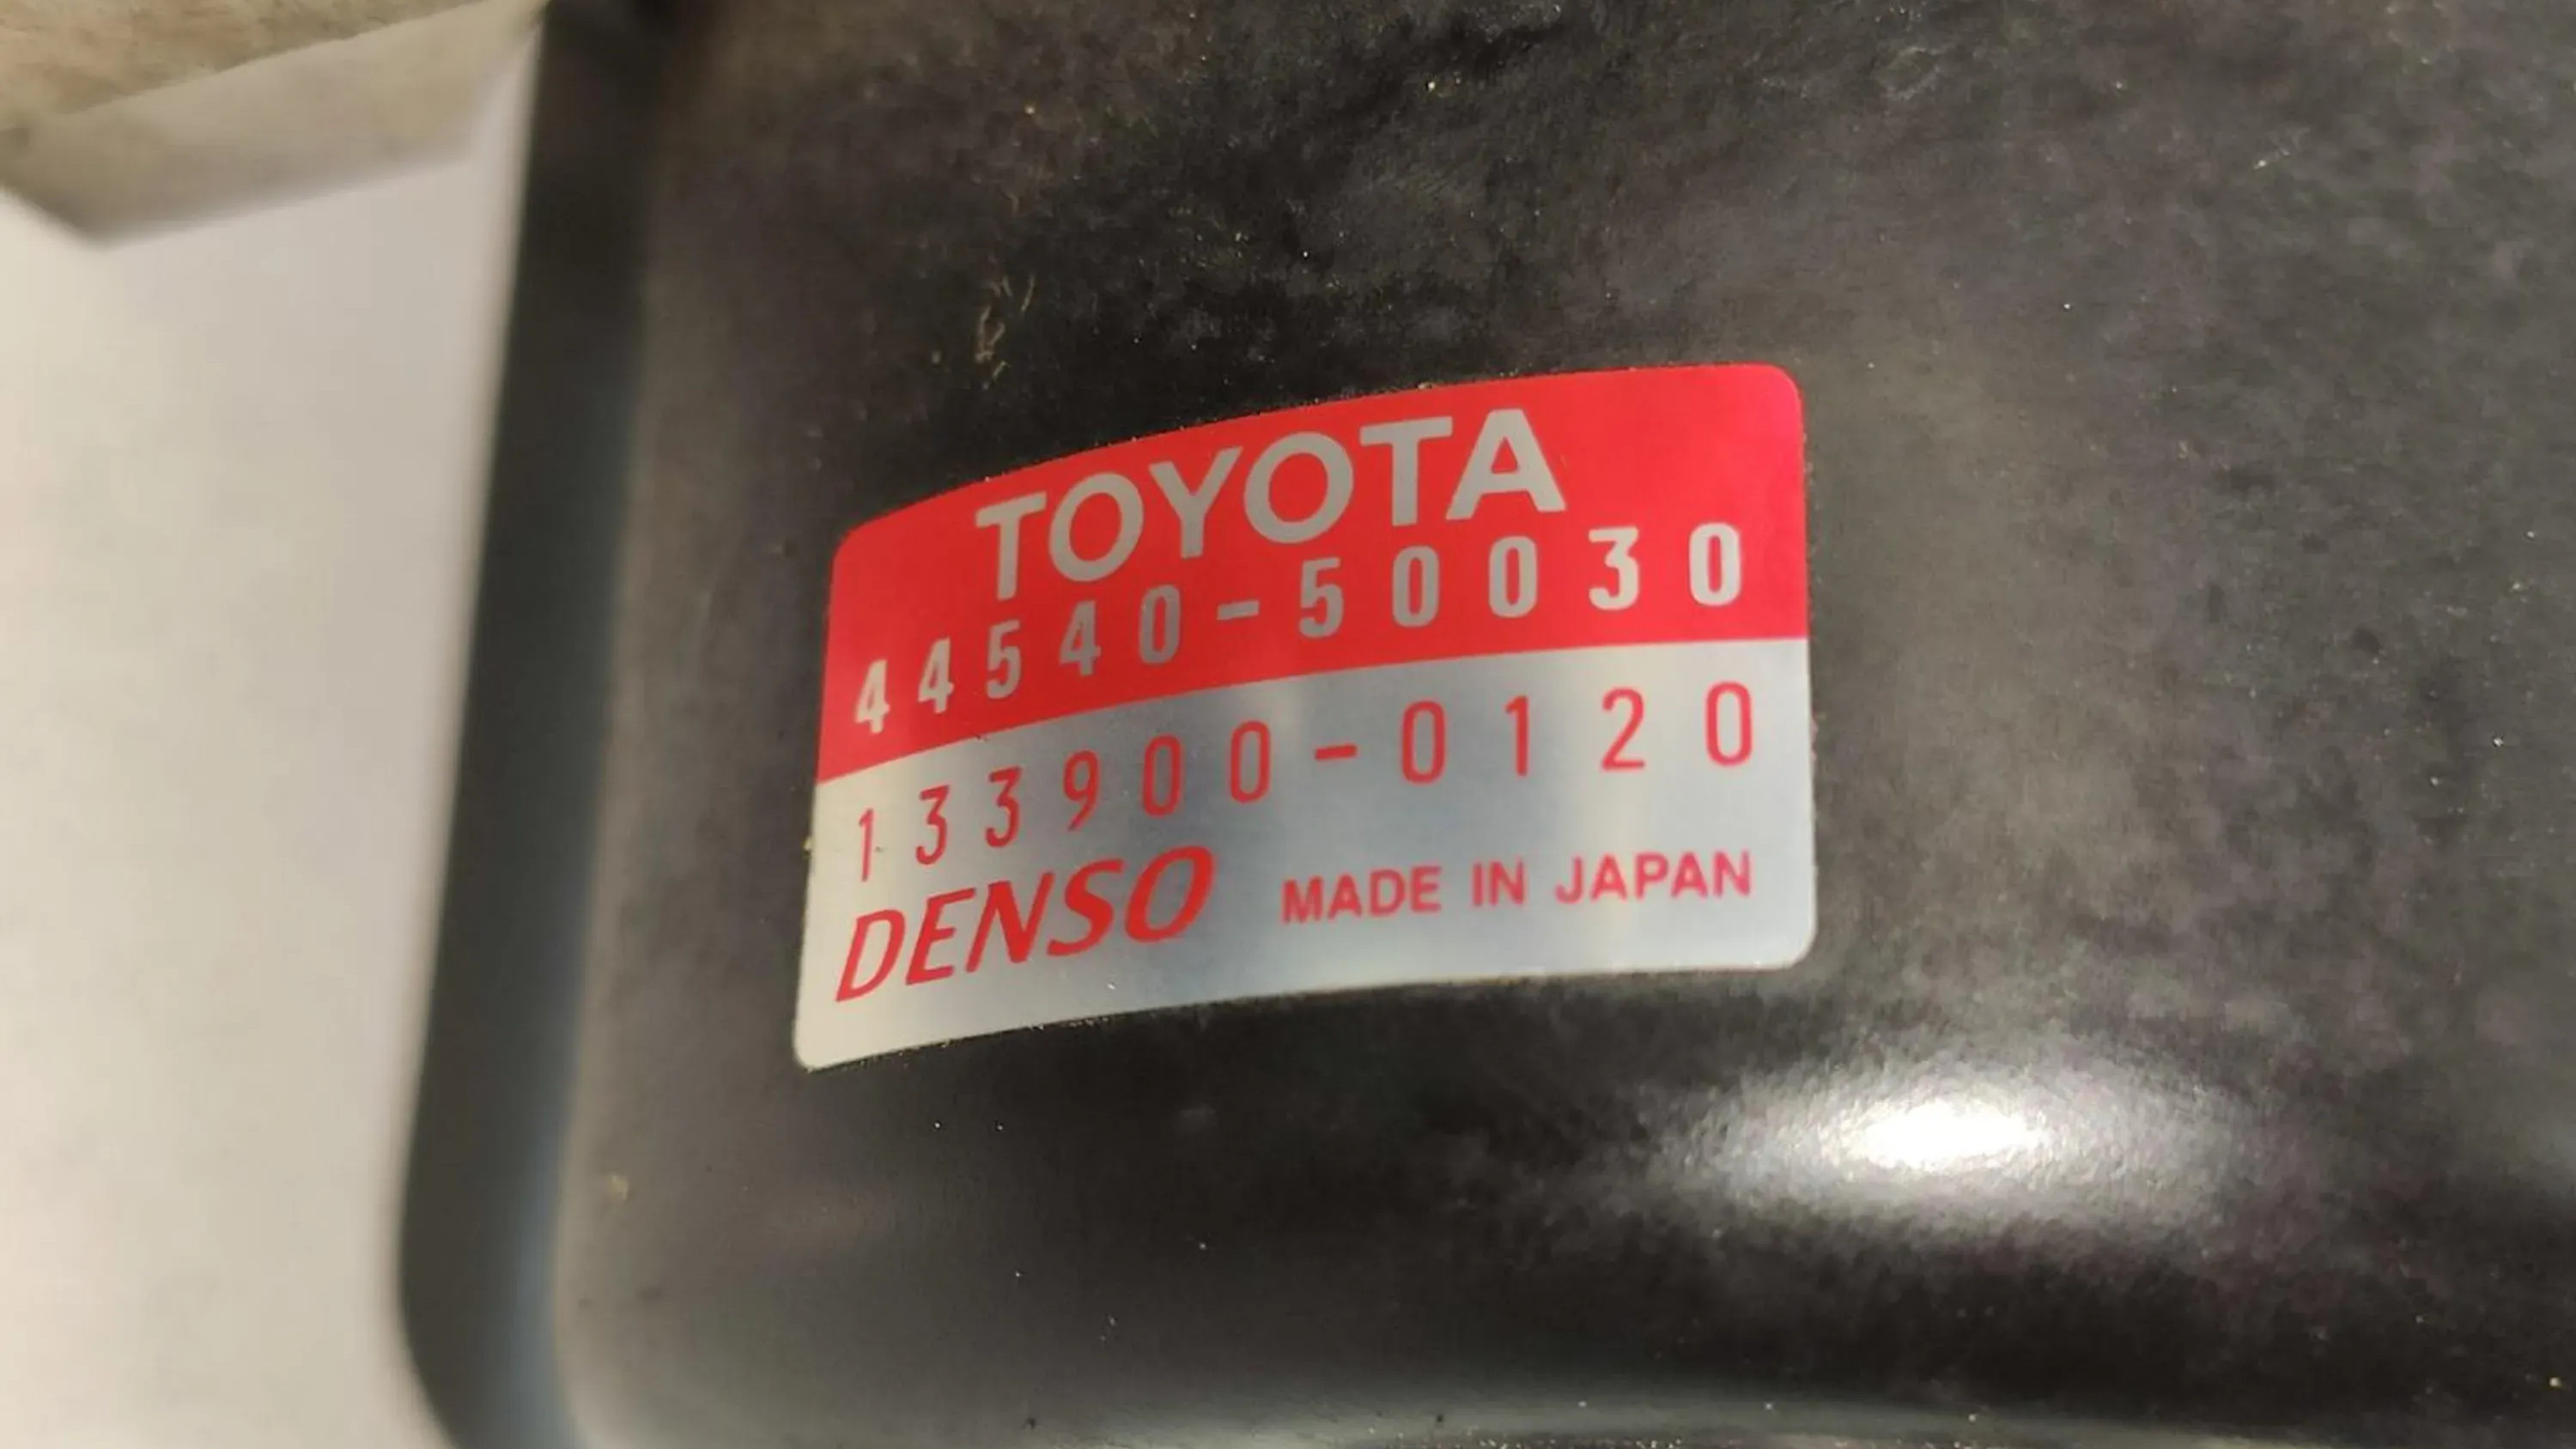 TOYOTA
44540-50030
133900-0120
DENSO MADE IN JAPAN